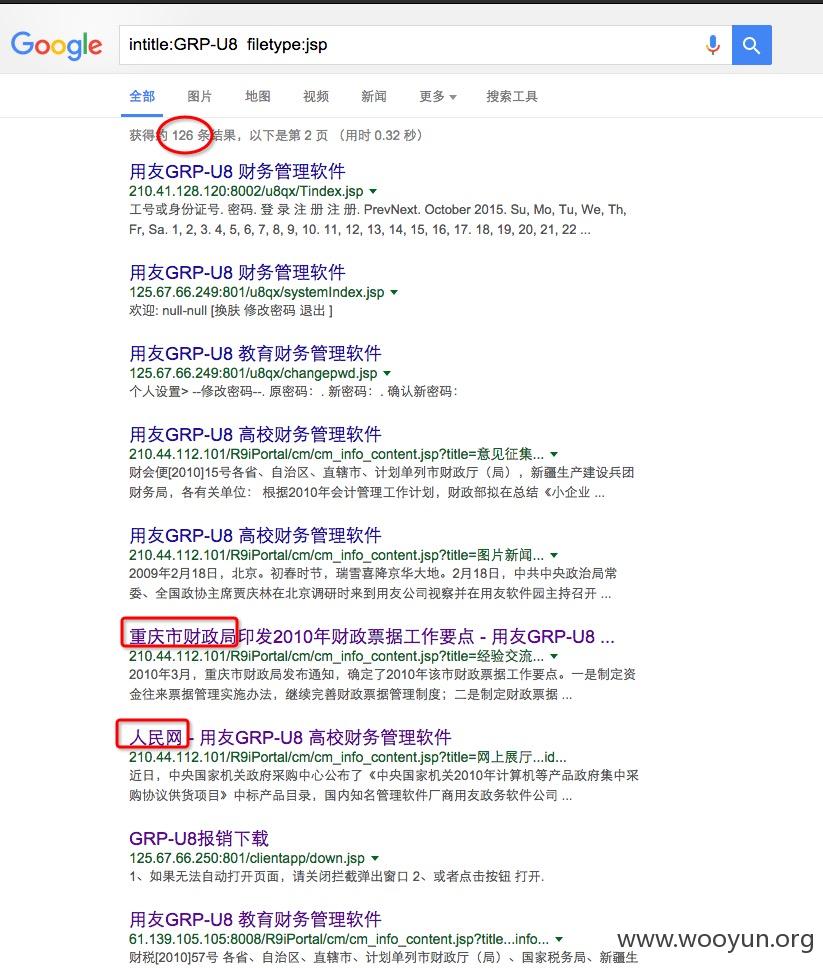 Google
intitle:GRP-U8 filetype:jsp
全部 图片 地图 视频 新闻 更多 搜索工具
获得约 126 条结果，以下是第 2 页 （用时 0.32 秒）
用友GRP-U8 财务管理软件
210.41.128.120:8002/u8qx/Tindex.jsp
工号或身份证号. 密码. 登 录 注 册 注 册. PrevNext. October 2015. Su, Mo, Tu, We, Th,
Fr, Sa. 1, 2, 3. 4, 5, 6, 7, 8, 9, 10. 11, 12, 13, 14, 15, 16, 17. 18, 19, 20, 21, 22 ...
用友GRP-U8 财务管理软件
125.67.66.249:801/u8qx/systemIndex.jsp
欢迎: null-null [换肤 修改密码 退出 ]
用友GRP-U8 教育财务管理软件
125.67.66.249:801/u8qx/changepwd.jsp
个人设置> --修改密码--. 原密码：. 新密码：. 确认新密码：
用友GRP-U8 高校财务管理软件
210.44.112.101/R9iPortal/cm/cm_info_content.jsp?title=意见征集...
财会便[2010]15号各省、自治区、直辖市、计划单列市财政厅（局），新疆生产建设兵团
财务局，各有关单位： 根据2010年会计管理工作计划，财政部拟在总结《小企业 ...
用友GRP-U8 高校财务管理软件
210.44.112.101/R9iPortal/cm/cm_info_content.jsp?title=图片新闻...
2009年2月18日，北京。初春时节，瑞雪喜降京华大地。2月18日，中共中央政治局常
委、全国政协主席贾庆林在北京调研时来到用友公司视察并在用友软件园主持召开 ...
重庆市财政局印发2010年财政票据工作要点 - 用友GRP-U8 ...
210.44.112.101/R9iPortal/cm/cm_info_content.jsp?title=经验交流...
2010年3月，重庆市财政局发布通知，确定了2010年该市财政票据工作要点。一是制定资
金往来票据管理实施办法，继续完善财政票据管理制度；二是制定财政票据 ...
人民网 - 用友GRP-U8 高校财务管理软件
210.44.112.101/R9iPortal/cm/cm_info_content.jsp?title=网上展厅...id...
近日，中央国家机关政府采购中心公布了《中央国家机关2010年计算机等产品政府集中采
购协议供货项目》中标产品目录，国内知名管理软件厂商用友政务软件公司 ...
GRP-U8报销下载
125.67.66.250:801/clientapp/down.jsp
1、如果无法自动打开页面，请关闭拦截弹出窗口 2、或者点击按钮 打开.
用友GRP-U8 教育财务管理软件
61.139.105.105:8008/R9iPortal/cm/cm_info_content.jsp?title...info...
财税[2010]57号 各省、自治区、直辖市、计划单列市财政厅（局）、国家税务局、新疆生
www.wooyun.org